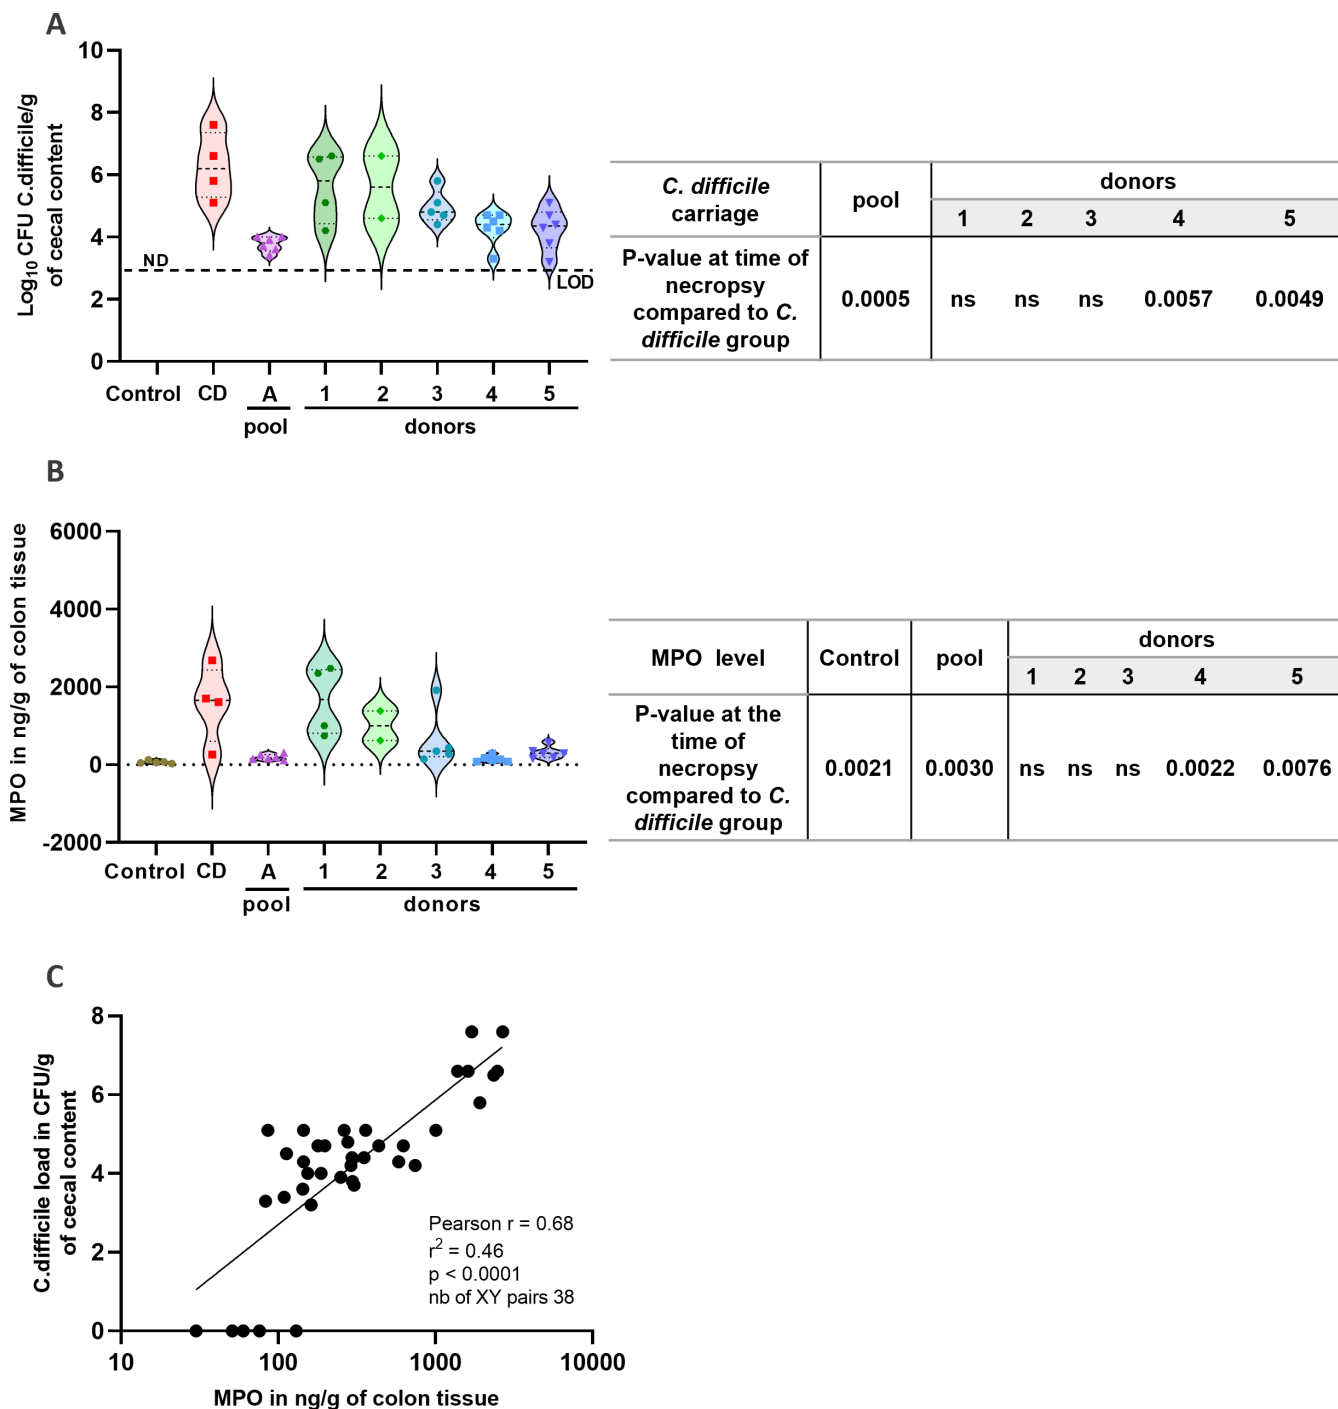 A
Log10 CFU C.difficile/g
of cecal content
10
8
6
4
2
0
ND
LOD
Control CD A 1 2 3 4 5
pool donors
C. difficile
carriage
pool
donors
1 2 3 4 5
P-value at time of
necropsy
compared to C.
difficile group
0.0005 ns ns ns 0.0057 0.0049
B
MPO in ng/g of colon tissue
6000
4000
2000
0
-2000
Control CD A 1 2 3 4 5
pool donors
MPO level Control pool
donors
1 2 3 4 5
P-value at the
time of
necropsy
compared to C.
difficile group
0.0021 0.0030 ns ns ns 0.0022 0.0076
C
C.difficile load in CFU/g
of cecal content
8
6
4
2
0
Pearson r = 0.68
r2 = 0.46
p < 0.0001
nb of XY pairs 38
10 100 1000 10000
MPO in ng/g of colon tissue